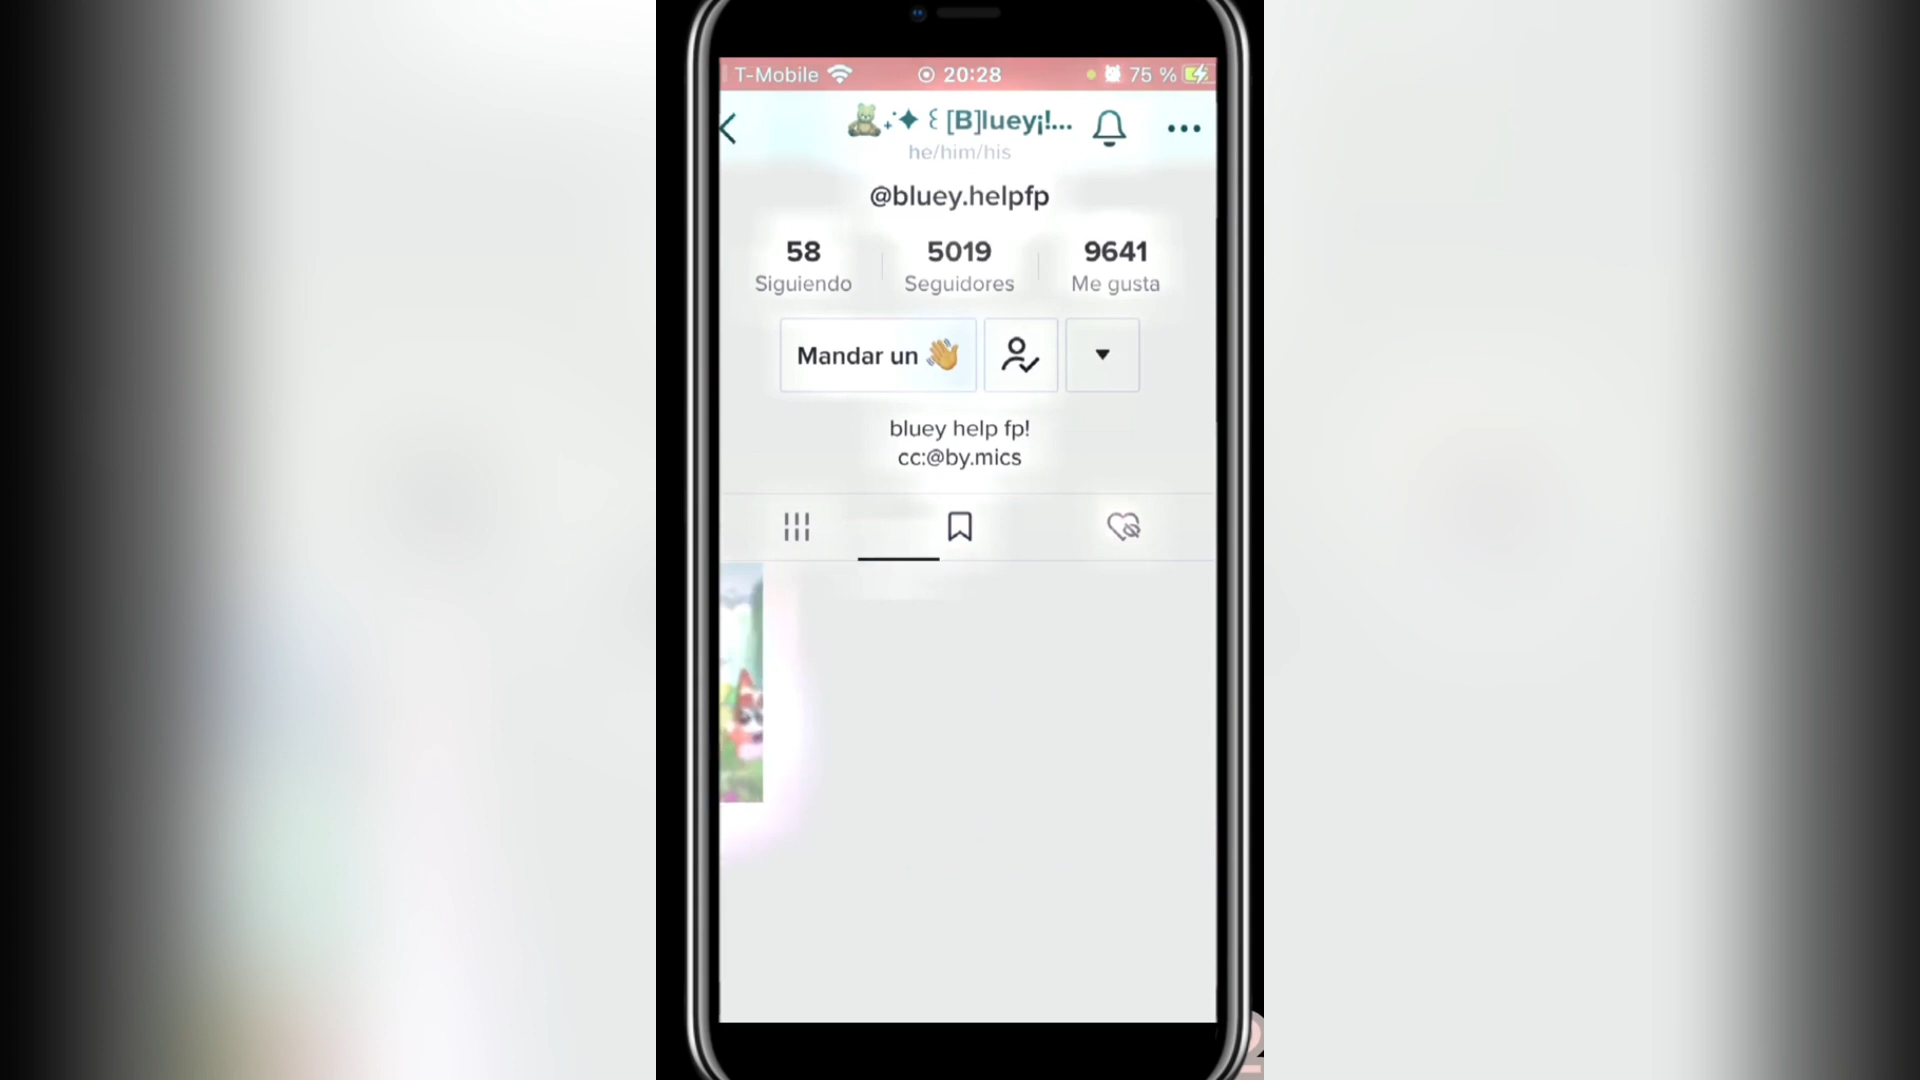 T-Mobile 20:28 75 %
[B]luey¡!...
he/him/his
@bluey.helpfp
58 5019 9641
Siguiendo Seguidores Me gusta
Mandar un 👋
bluey help fp!
cc:@by.mics